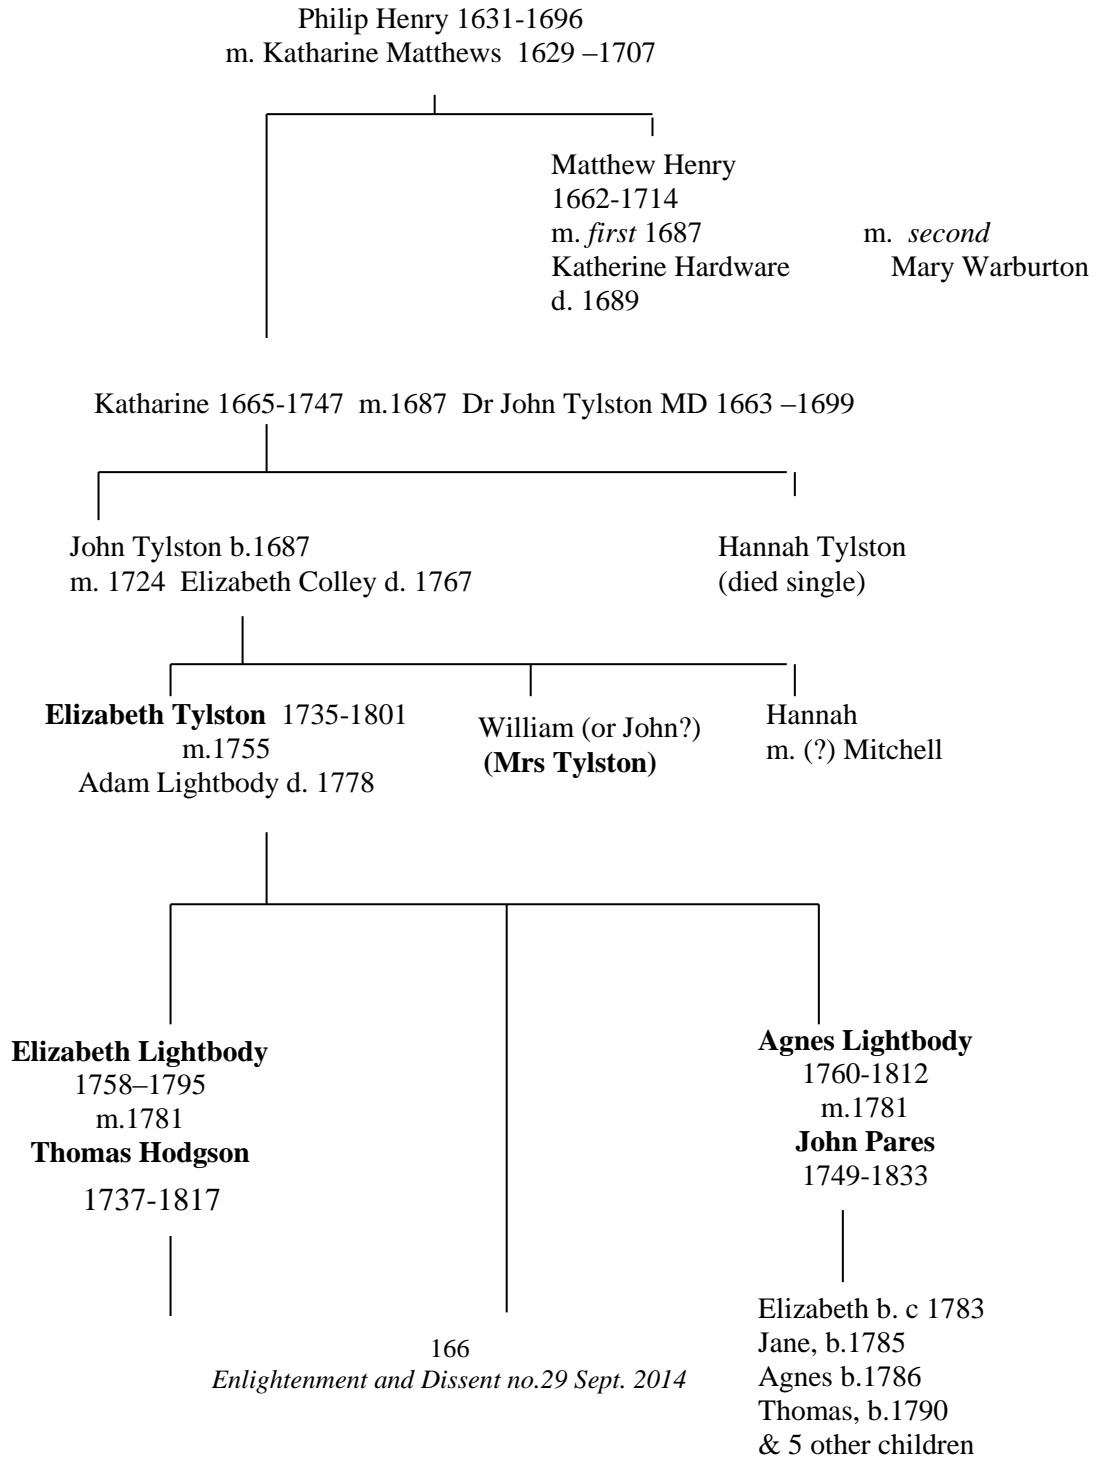 Philip Henry 1631-1696
m. Katharine Matthews 1629 –1707
Matthew Henry
1662-1714
m. first 1687
Katherine Hardware
d. 1689
m. second
Mary Warburton
Katharine 1665-1747 m.1687 Dr John Tylston MD 1663 –1699
John Tylston b.1687
m. 1724 Elizabeth Colley d. 1767
Hannah Tylston
(died single)
Elizabeth Tylston 1735-1801
m.1755
Adam Lightbody d. 1778
William (or John?)
(Mrs Tylston)
Hannah
m. (?) Mitchell
Elizabeth Lightbody
1758–1795
m.1781
Thomas Hodgson
1737-1817
Agnes Lightbody
1760-1812
m.1781
John Pares
1749-1833
Elizabeth b. c 1783
Jane, b.1785
Agnes b.1786
Thomas, b.1790
& 5 other children
166
Enlightenment and Dissent no.29 Sept. 2014